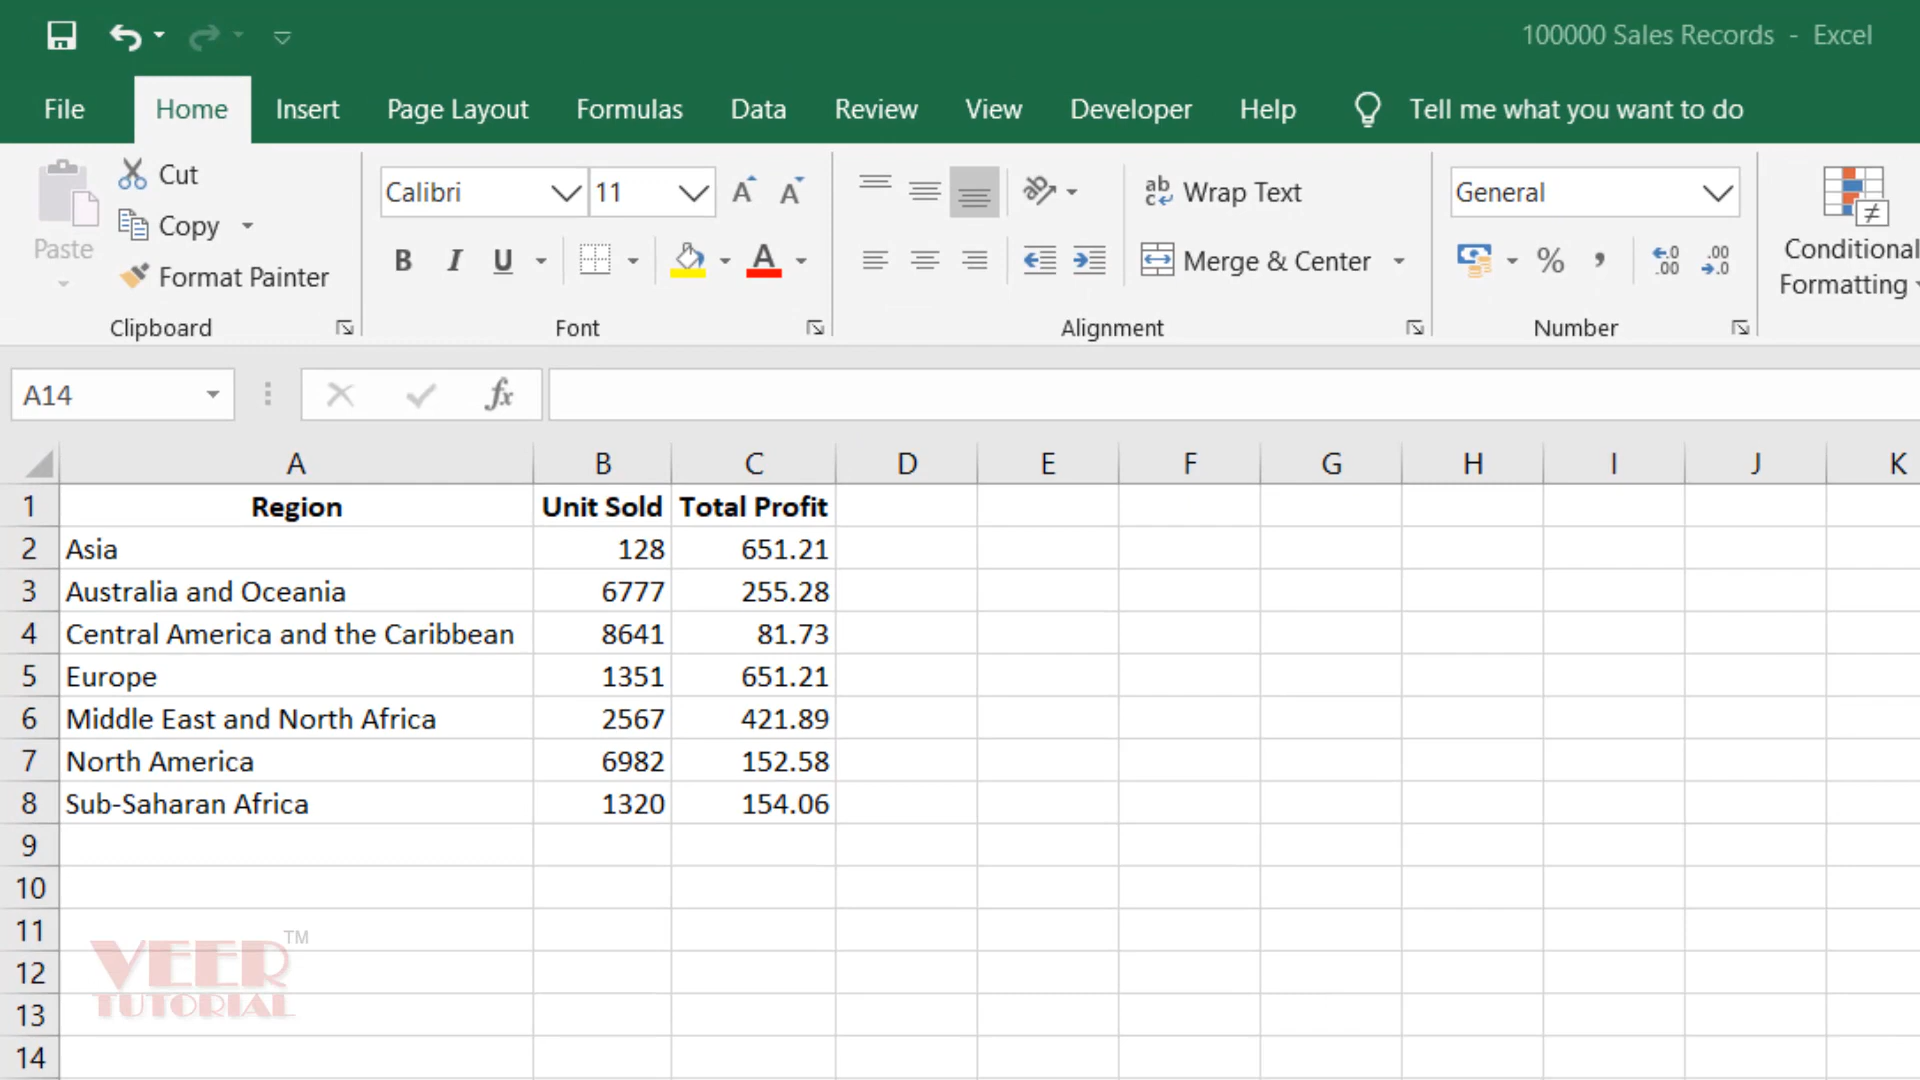 100000 Sales Records - Excel
File Home Insert Page Layout Formulas Data Review View Developer Help Tell me what you want to do
Paste
Cut
Copy
Format Painter
Clipboard
Calibri 11 A A
B I U A
Font
ab Wrap Text
Merge & Center
Alignment
General
% , .0 .00 .00 .0
Number
Conditional
Formatting
A14 fx
A B C D E F G H I J K
1 Region Unit Sold Total Profit
2 Asia 128 651.21
3 Australia and Oceania 6777 255.28
4 Central America and the Caribbean 8641 81.73
5 Europe 1351 651.21
6 Middle East and North Africa 2567 421.89
7 North America 6982 152.58
8 Sub-Saharan Africa 1320 154.06
9
10
11
12
13
14
VEER TM
TUTORIAL